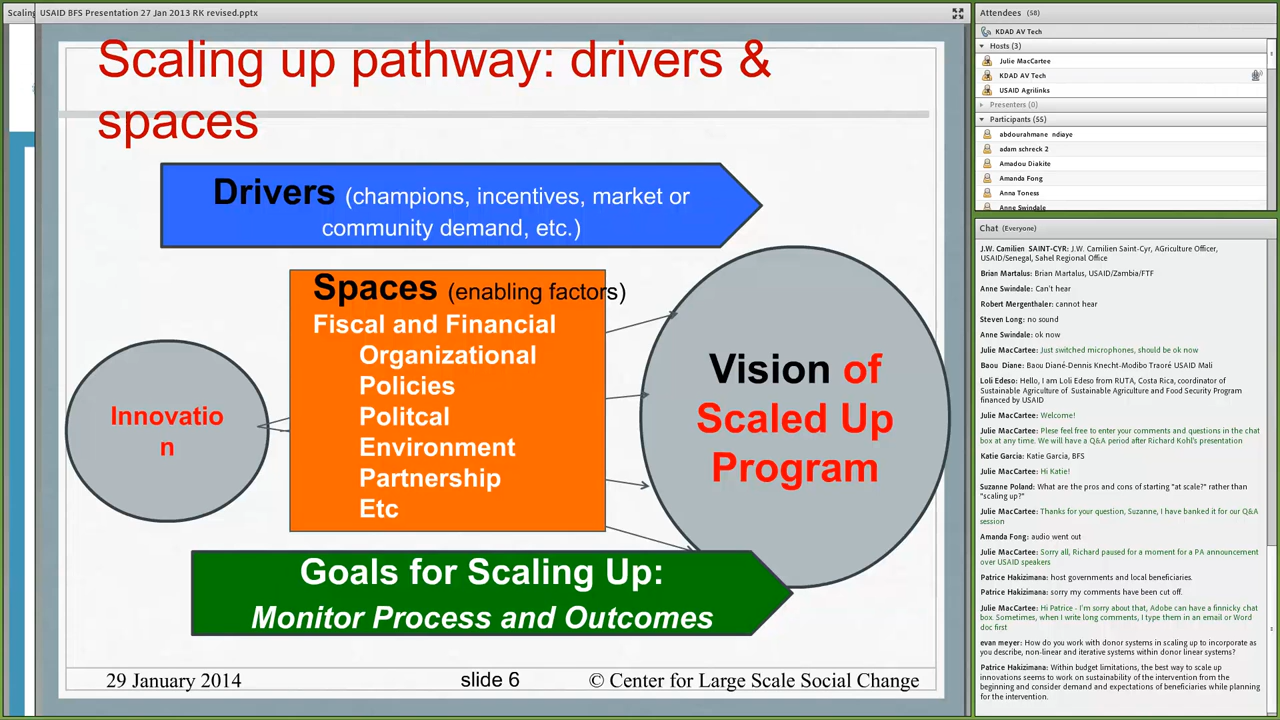 Scaling
USAID BFS Presentation 27 Jan 2013 RK revised.pptx
Scaling up pathway: drivers &
spaces
Drivers (champions, incentives, market or
community demand, etc.)
Spaces (enabling factors)
Fiscal and Financial
Organizational
Policies
Politcal
Environment
Partnership
Etc
Innovatio
n
Vision of
Scaled Up
Program
Goals for Scaling Up:
Monitor Process and Outcomes
29 January 2014
slide 6
© Center for Large Scale Social Change
Attendees (58)
KDAD AV Tech
Hosts (3)
Julie MacCartee
KDAD AV Tech
USAID Agrilinks
Presenters (0)
Participants (55)
abdourahmane ndiaye
adam schreck 2
Amadou Diakite
Amanda Fong
Anna Toness
Anne Swindale
Chat (Everyone)
J.W. Camilien SAINT-CYR: J.W. Camilien Saint-Cyr, AGriculture Officer,
USAID/Senegal, Sahel Regional Office
Brian Martalus: Brian Martalus, USAID/Zambia/FTF
Anne Swindale: Can't hear
Robert Mergenthaler: cannot hear
Steven Long: no sound
Anne Swindale: ok now
Julie MacCartee: Just switched microphones, should be ok now
Baou Diane: Baou Diané-Dennis Knecht-Modibo Traoré USAID Mali
Loli Edeso: Hello, I am Loli Edeso from RUTA, Costa Rica, coordinator of
Sustainable Agriculture of Sustainable Agriculture and Food Security Program
financed by USAID
Julie MacCartee: Welcome!
Julie MacCartee: Plese feel free to enter your comments and questions in the chat
box at any time. We will have a Q&A period after Richard Kohl's presentation
Katie Garcia: Katie Garcia, BFS
Julie MacCartee: Hi Katie!
Suzanne Poland: What are the pros and cons of starting "at scale?" rather than
"scaling up?"
Julie MacCartee: Thanks for your question, Suzanne, I have banked it for our Q&A
session
Amanda Fong: audio went out
Julie MacCartee: Sorry all, Richard paused for a moment for a PA announcement
over USAID speakers
Patrice Hakizimana: host governments and local beneficiaries.
Patrice Hakizimana: sorry my comments have been cut off.
Julie MacCartee: Hi Patrice - I'm sorry about that, Adobe can have a finnicky chat
box. Sometimes, when I write long comments, I type them in an email or Word
doc first
evan meyer: How do you work with donor systems in scaling up to incorporate as
you describe, non-linear and iterative systems within donor linear systems?
Patrice Hakizimana: Within budget limitations, the best way to scale up
innovations seems to work on sustainability of the intervention from the
beginning and consider demand and expectations of beneficiaries while planning
for the intervention.